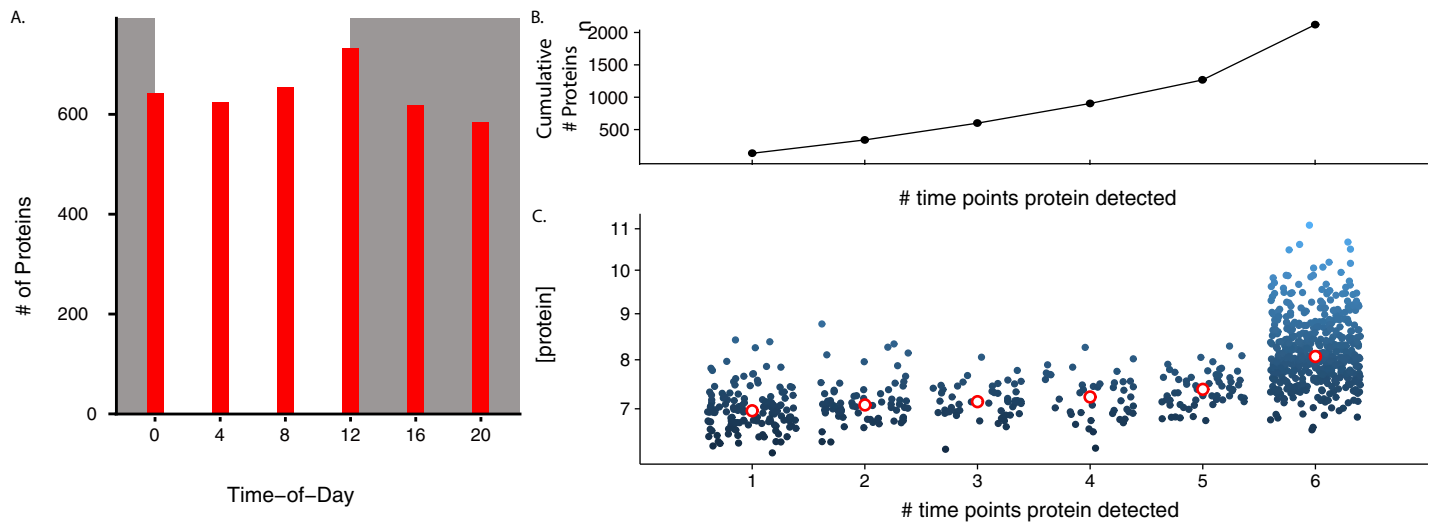 A.
# of Proteins
600
400
200
0
0 4 8 12 16 20
Time−of−Day
B.
Cumulative
# Proteins
n
2000
1500
1000
500
# time points protein detected
C.
[protein]
11
10
9
8
7
1 2 3 4 5 6
# time points protein detected